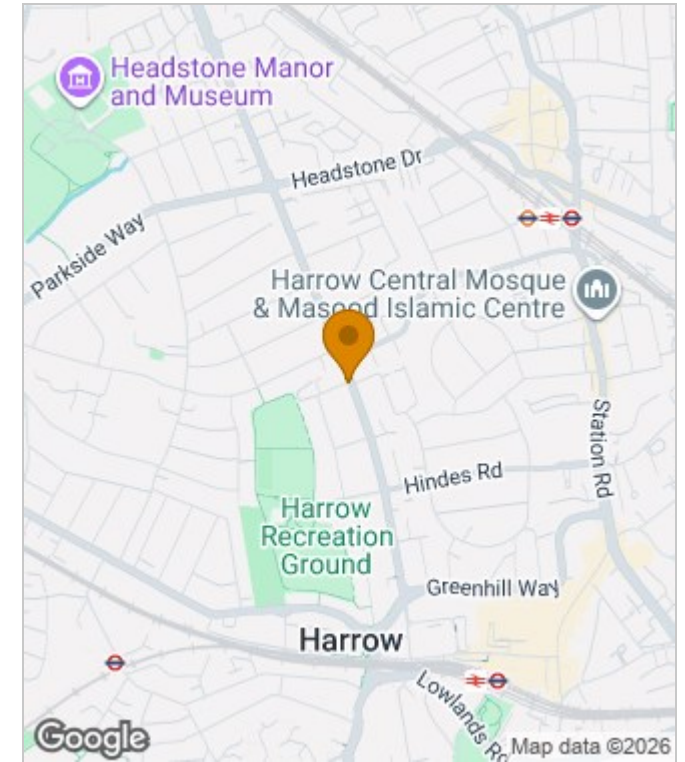 Headstone Manor
and Museum
Headstone Dr
Parkside Way
Harrow Central Mosque
& Masood Islamic Centre
Station Rd
Hindes Rd
Harrow
Recreation
Ground
Greenhill Way
Harrow
Lowlands Rd
Google
Map data ©2026